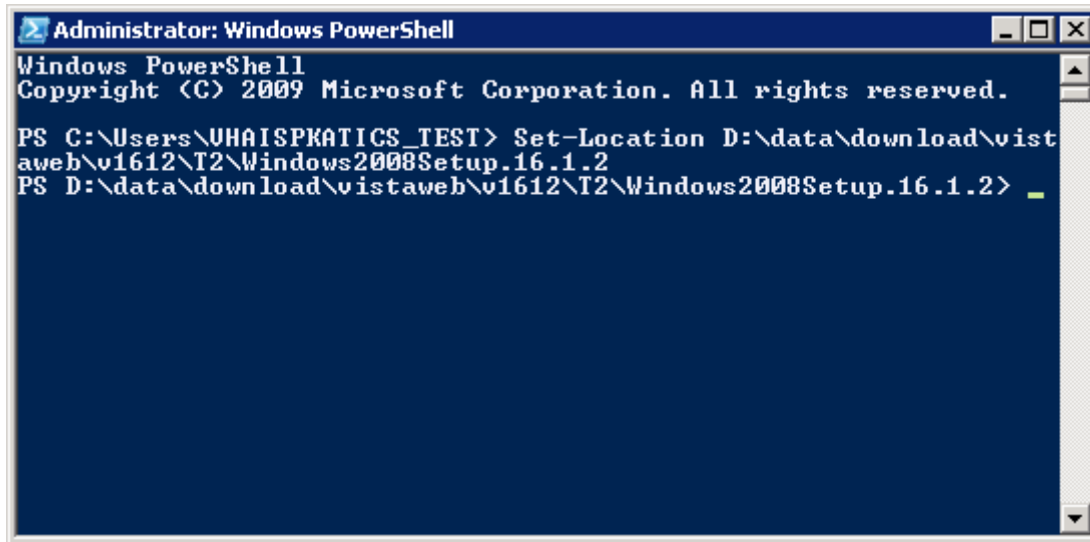 Administrator: Windows PowerShell
Windows PowerShell
Copyright (C) 2009 Microsoft Corporation. All rights reserved.
PS C:\Users\VHAISPKATICS_TEST> Set-Location D:\data\download\vist
aweb\v1612\T2\Windows2008Setup.16.1.2
PS D:\data\download\vistaweb\v1612\T2\Windows2008Setup.16.1.2> _